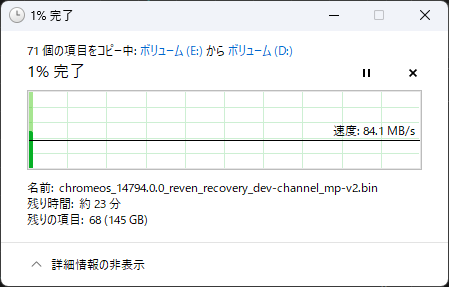 1% 完了
71 個の項目をコピー中: ボリューム (E:) から ボリューム (D:)
1% 完了
速度: 84.1 MB/s
名前: chromeos_14794.0.0_reven_recovery_dev-channel_mp-v2.bin
残り時間: 約 23 分
残りの項目: 68 (145 GB)
詳細情報の非表示